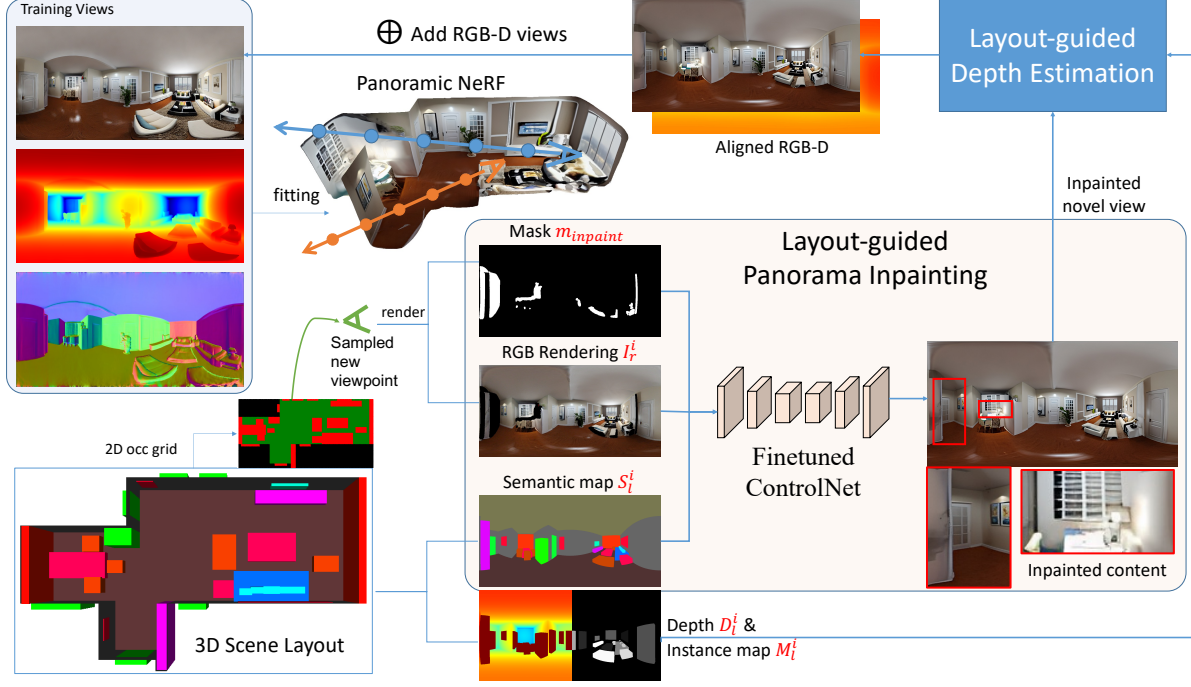 Training Views
⊕ Add RGB-D views
Panoramic NeRF
fitting
Aligned RGB-D
Layout-guided
Depth Estimation
Inpainted
novel view
Mask m_{inpaint}
Layout-guided
Panorama Inpainting
render
Sampled
new
viewpoint
RGB Rendering I_r^i
2D occ grid
Semantic map S_l^i
Finetuned
ControlNet
Inpainted content
3D Scene Layout
Depth D_l^i &
Instance map M_l^i